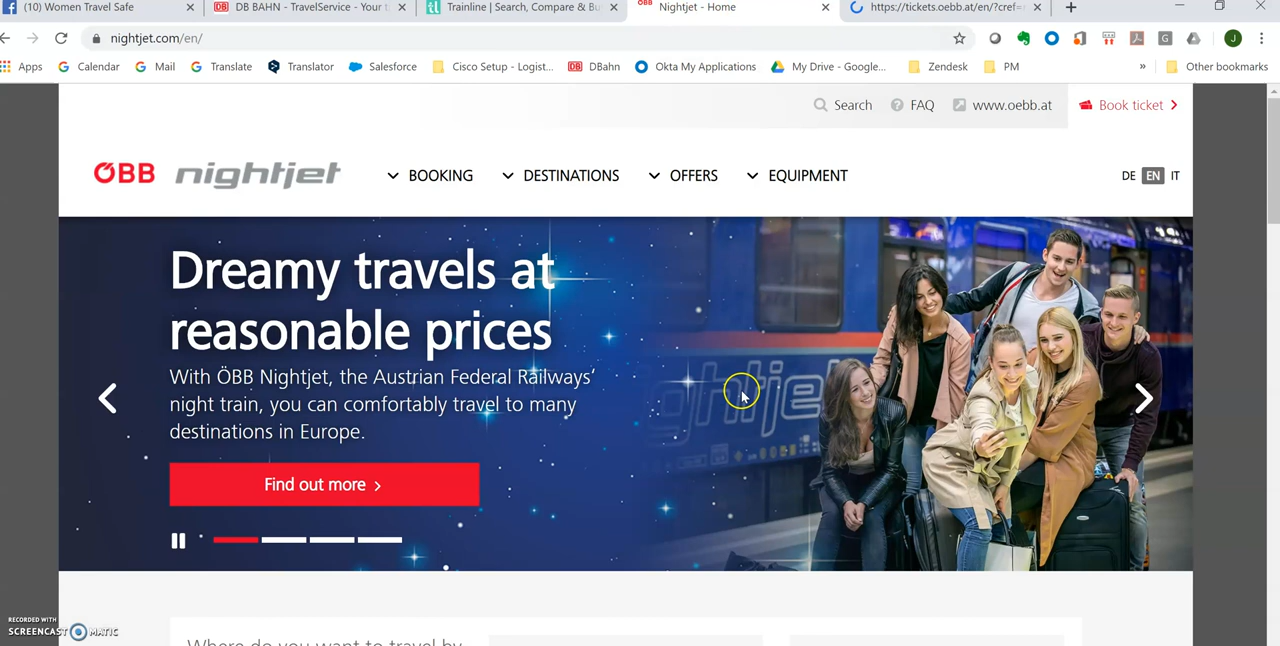 (10) Women Travel Safe
DB BAHN - TravelService - Your t
Trainline | Search, Compare & Bu
ÖBB Nightjet - Home
https://tickets.oebb.at/en/?cref=
nightjet.com/en/
J
Apps
Calendar
Mail
Translate
Translator
Salesforce
Cisco Setup - Logist...
DB DBahn
Okta My Applications
My Drive - Google...
Zendesk
PM
»
Other bookmarks
Search
FAQ
www.oebb.at
Book ticket
ÖBB nightjet
BOOKING
DESTINATIONS
OFFERS
EQUIPMENT
DE EN IT
Dreamy travels at
reasonable prices
With ÖBB Nightjet, the Austrian Federal Railways'
night train, you can comfortably travel to many
destinations in Europe.
Find out more
ghtjet
RECORDED WITH
SCREENCAST MATIC
Where do you want to travel by